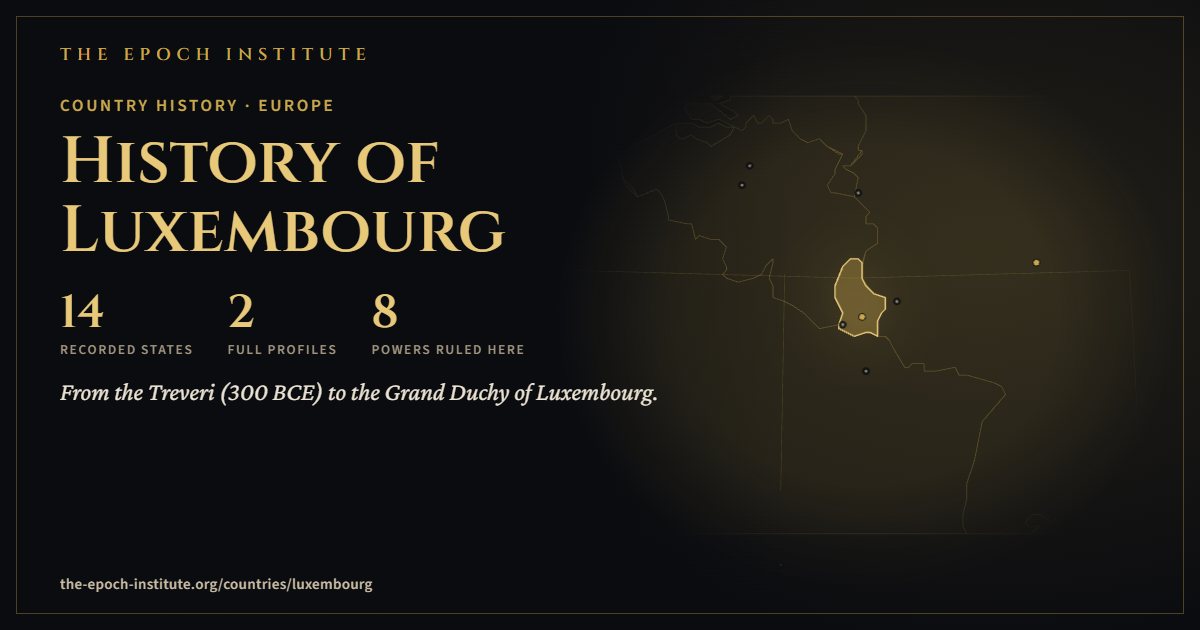 THE EPOCH INSTITUTE
COUNTRY HISTORY · EUROPE
History of
Luxembourg
14
RECORDED STATES
2
FULL PROFILES
8
POWERS RULED HERE
From the Treveri (300 BCE) to the Grand Duchy of Luxembourg.
the-epoch-institute.org/countries/luxembourg